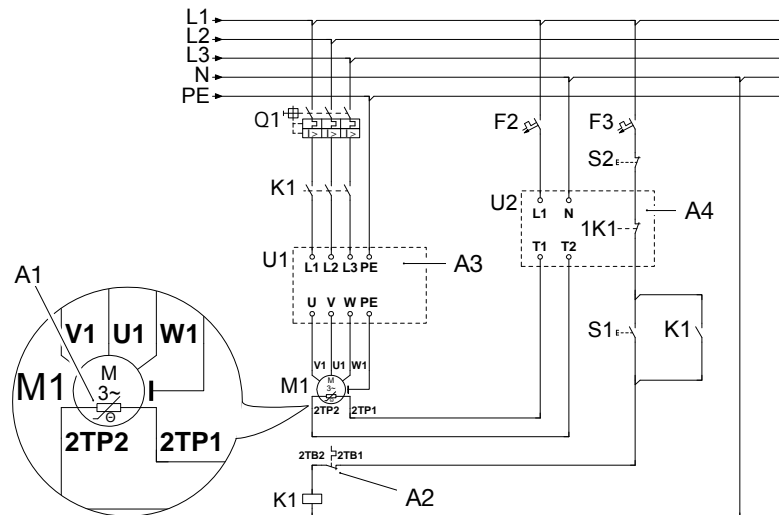 L1
L2
L3
N
PE
Q1
I> I> I>
F2
F3
S2
K1
U2
L1 N
A4
1K1
T1 T2
U1
L1 L2 L3 PE
A3
U V W PE
A1
V1 U1 W1
S1
K1
V1 U1 W1
M1
M
3~
M1
M
3~
Θ
Θ
2TP2 2TP1
2TP2 2TP1
2TB2 2TB1
A2
K1